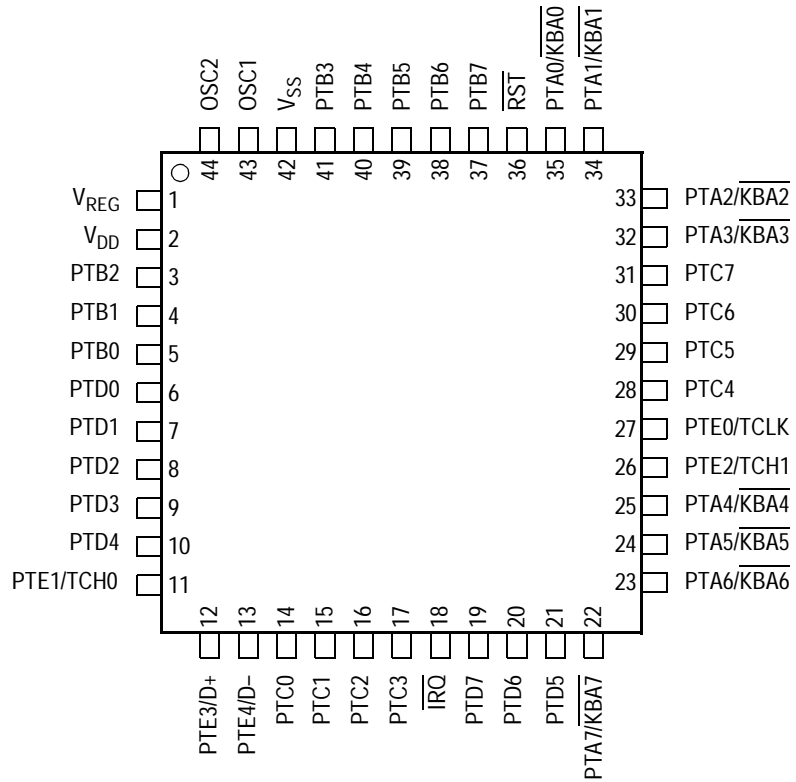 OSC2
OSC1
VSS
PTB3
PTB4
PTB5
PTB6
PTB7
RST
PTA0/KBA0
PTA1/KBA1
44
43
42
41
40
39
38
37
36
35
34
VREG 1
VDD 2
PTB2 3
PTB1 4
PTB0 5
PTD0 6
PTD1 7
PTD2 8
PTD3 9
PTD4 10
PTE1/TCH0 11
33 PTA2/KBA2
32 PTA3/KBA3
31 PTC7
30 PTC6
29 PTC5
28 PTC4
27 PTE0/TCLK
26 PTE2/TCH1
25 PTA4/KBA4
24 PTA5/KBA5
23 PTA6/KBA6
12
13
14
15
16
17
18
19
20
21
22
PTE3/D+
PTE4/D–
PTC0
PTC1
PTC2
PTC3
IRQ
PTD7
PTD6
PTD5
PTA7/KBA7